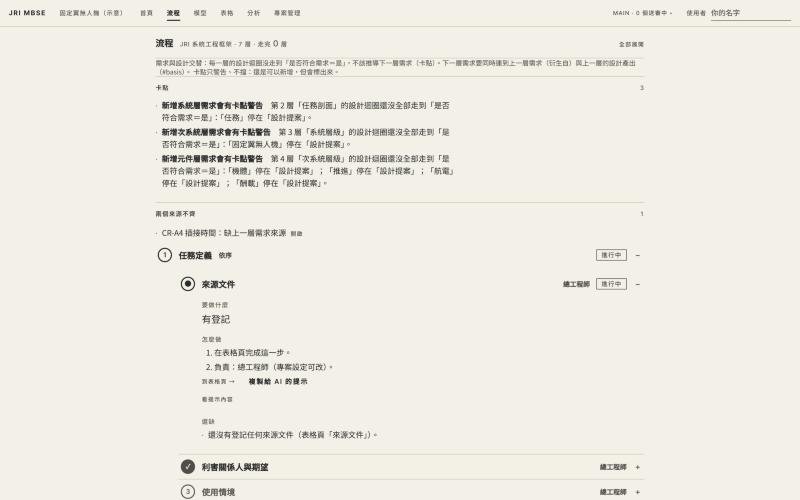 JRI MBSE 固定翼無人機（示意） 首頁 流程 模型 表格 分析 專案管理 MAIN · 0 個送審中 使用者 你的名字
流程 JRI 系統工程框架 · 7 層 · 走完 0 層 全部展開
需求與設計交替：每一層的設計迴圈沒走到「是否符合需求＝是」，不該推導下一層需求（卡點）。下一層需求要同時連到上一層需求（衍生自）與上一層的設計產出
（#basis）。卡點只警告、不擋：還是可以新增，但會標出來。
卡點 3
· 新增系統層需求會有卡點警告 第 2 層「任務剖面」的設計迴圈還沒全部走到「是否
符合需求＝是」：「任務」停在「設計提案」。
· 新增次系統層需求會有卡點警告 第 3 層「系統層級」的設計迴圈還沒全部走到「是
否符合需求＝是」：「固定翼無人機」停在「設計提案」。
· 新增元件層需求會有卡點警告 第 4 層「次系統層級」的設計迴圈還沒全部走到「是
否符合需求＝是」：「機體」停在「設計提案」；「推進」停在「設計提案」；「航電」
停在「設計提案」；「酬載」停在「設計提案」。
兩個來源不齊 1
· CR-A4 插接時間：缺上一層需求來源 開啟
1 任務定義 依序 進行中 −
來源文件 總工程師 進行中 −
要做什麼
有登記
怎麼做
1. 在表格頁完成這一步。
2. 負責：總工程師（專案設定可改）。
到表格頁 → 複製給 AI 的提示
看提示內容
還缺
· 還沒有登記任何來源文件（表格頁「來源文件」）。
✓ 利害關係人與期望 總工程師 +
3 使用情境 總工程師 +